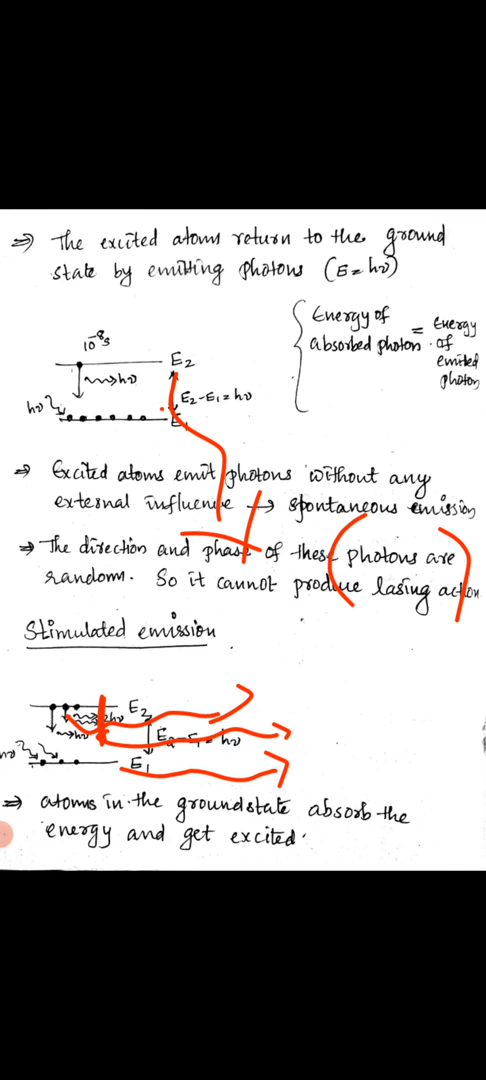 ⇒ The excited atoms return to the ground
state by emitting photons (E = hν)
Energy of absorbed photon = Energy of emitted photon
10⁻⁸s
E₂
hν
hν
E₂-E₁ = hν
E₁
⇒ Excited atoms emit photons without any
external influence → spontaneous emission
⇒ The direction and phase of these photons are
random. So it cannot produce lasing action
Stimulated emission
E₂
2hν
hν
E₂-E₁ = hν
hν
E₁
⇒ atoms in the ground state absorb the
energy and get excited.